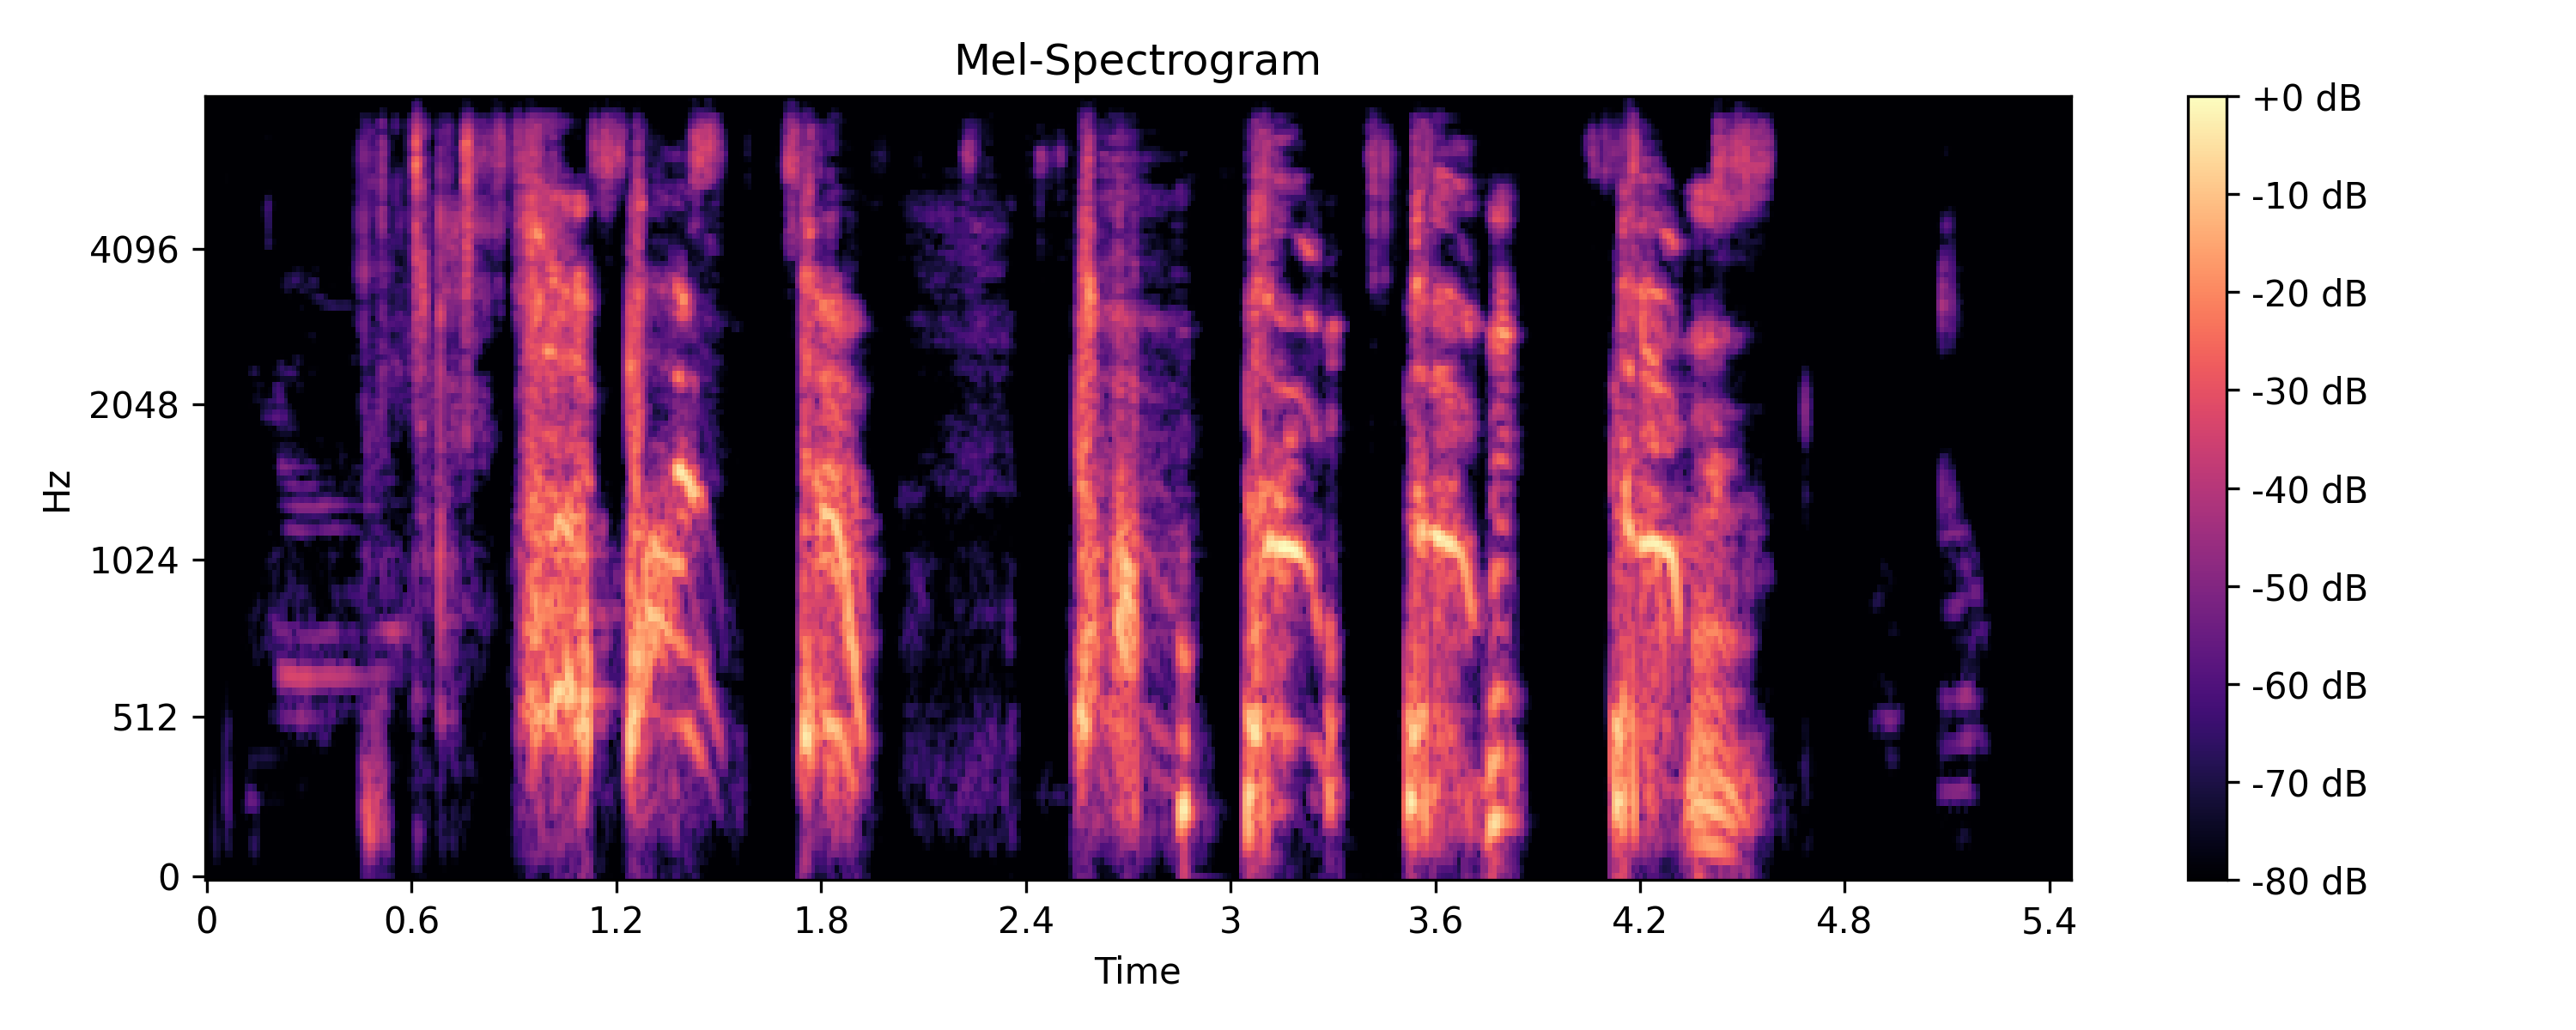 Mel-Spectrogram
+0 dB
-10 dB
-20 dB
-30 dB
-40 dB
-50 dB
-60 dB
-70 dB
-80 dB
4096
2048
1024
512
0
Hz
0 0.6 1.2 1.8 2.4 3 3.6 4.2 4.8 5.4
Time